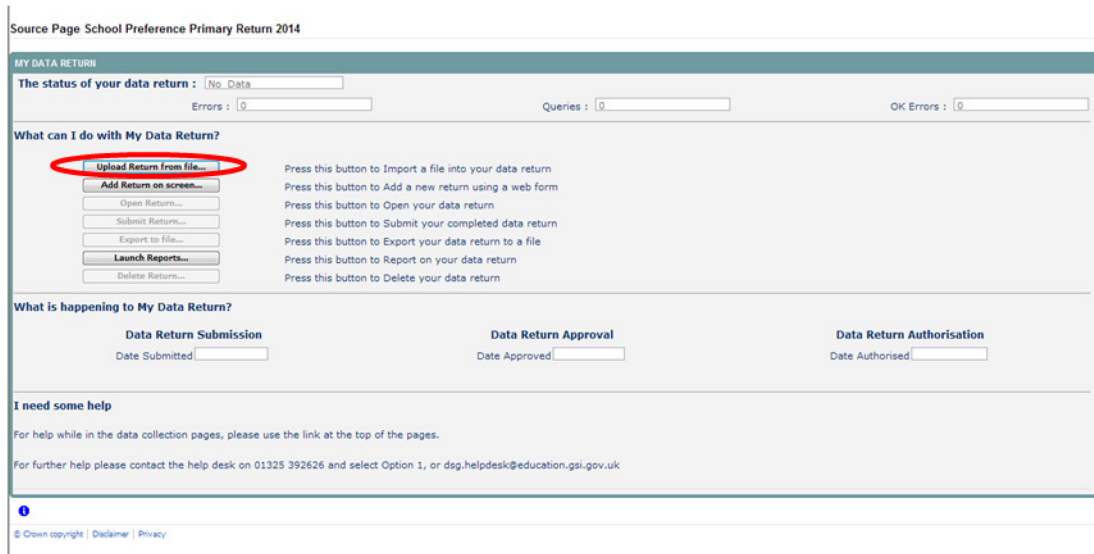 Source Page School Preference Primary Return 2014
MY DATA RETURN
The status of your data return : No_Data
Errors : 0 Queries : 0 OK Errors : 0
What can I do with My Data Return?
Upload Return from file... Press this button to Import a file into your data return
Add Return on screen... Press this button to Add a new return using a web form
Open Return... Press this button to Open your data return
Submit Return... Press this button to Submit your completed data return
Export to file... Press this button to Export your data return to a file
Launch Reports... Press this button to Report on your data return
Delete Return... Press this button to Delete your data return
What is happening to My Data Return?
Data Return Submission Data Return Approval Data Return Authorisation
Date Submitted Date Approved Date Authorised
I need some help
For help while in the data collection pages, please use the link at the top of the pages.
For further help please contact the help desk on 01325 392626 and select Option 1, or dsg.helpdesk@education.gsi.gov.uk
© Crown copyright | Disclaimer | Privacy